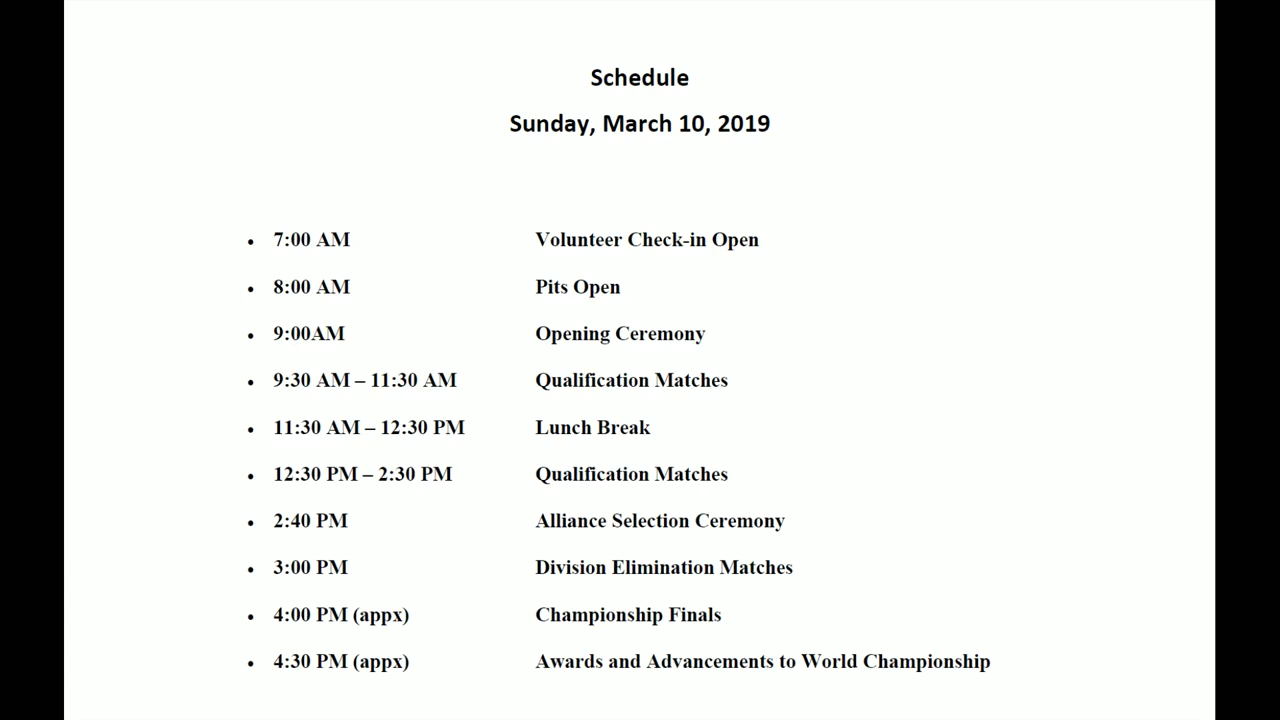 Schedule
Sunday, March 10, 2019
• 7:00 AM Volunteer Check-in Open
• 8:00 AM Pits Open
• 9:00AM Opening Ceremony
• 9:30 AM – 11:30 AM Qualification Matches
• 11:30 AM – 12:30 PM Lunch Break
• 12:30 PM – 2:30 PM Qualification Matches
• 2:40 PM Alliance Selection Ceremony
• 3:00 PM Division Elimination Matches
• 4:00 PM (appx) Championship Finals
• 4:30 PM (appx) Awards and Advancements to World Championship